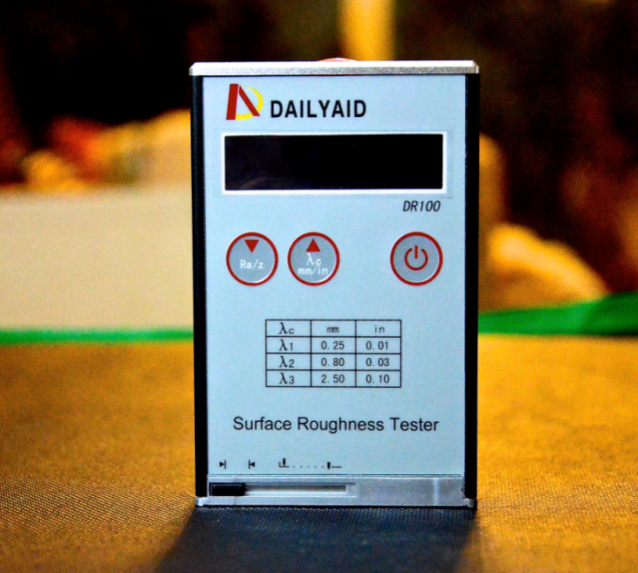 DAILYAID
DR100
Ra/z
λc
mm/in
λc mm in
λ1 0.25 0.01
λ2 0.80 0.03
λ3 2.50 0.10
Surface Roughness Tester